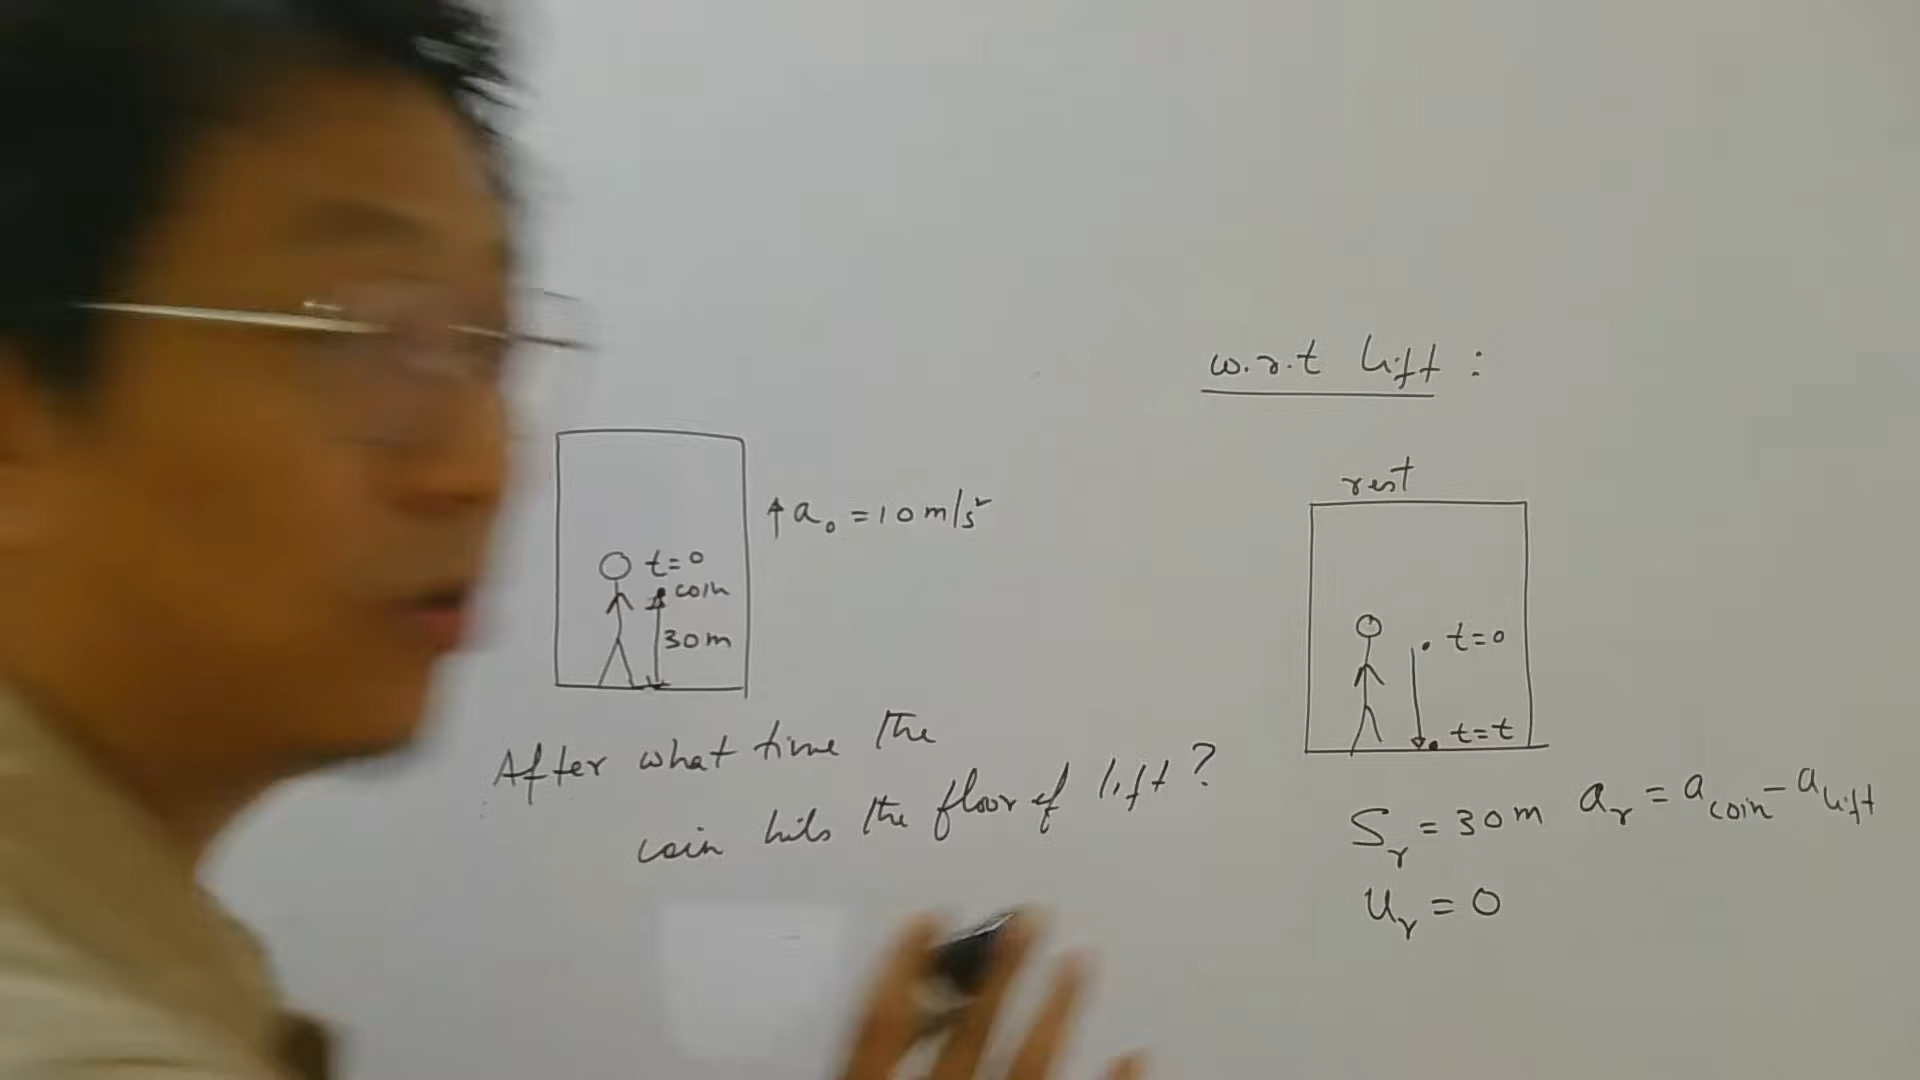 w.r.t lift :
rest
↑ a₀ = 10 m/s²
t=0
coin
30m
t=0
t=t
After what time the
coin hits the floor of lift ?
Sᵣ = 30m aᵣ = a_coin - a_lift
uᵣ = 0